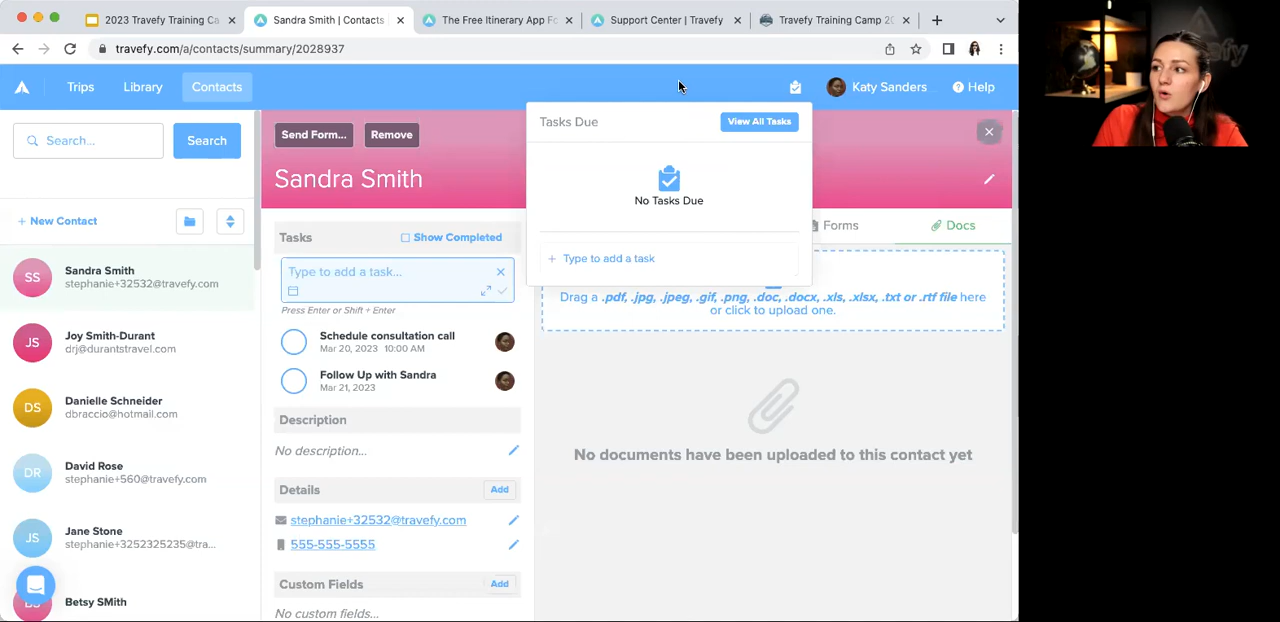 2023 Travefy Training Ca
Sandra Smith | Contacts
The Free Itinerary App Fo
Support Center | Travefy
Travefy Training Camp 20
travefy.com/a/contacts/summary/2028937
Trips
Library
Contacts
Katy Sanders
Help
Search...
Search
Send Form...
Remove
Sandra Smith
Tasks Due
View All Tasks
No Tasks Due
+ Type to add a task
+ New Contact
Tasks
Show Completed
Forms
Docs
Type to add a task...
Press Enter or Shift + Enter
Schedule consultation call
Mar 20, 2023 10:00 AM
Follow Up with Sandra
Mar 21, 2023
Description
No description...
Details
Add
stephanie+32532@travefy.com
555-555-5555
Custom Fields
Add
No custom fields...
SS
Sandra Smith
stephanie+32532@travefy.com
JS
Joy Smith-Durant
drj@durantstravel.com
DS
Danielle Schneider
dbraccio@hotmail.com
DR
David Rose
stephanie+560@travefy.com
JS
Jane Stone
stephanie+3252325235@tra...
Betsy SMith
Drag a .pdf, .jpg, .jpeg, .gif, .png, .doc, .docx, .xls, .xlsx, .txt or .rtf file here
or click to upload one.
No documents have been uploaded to this contact yet